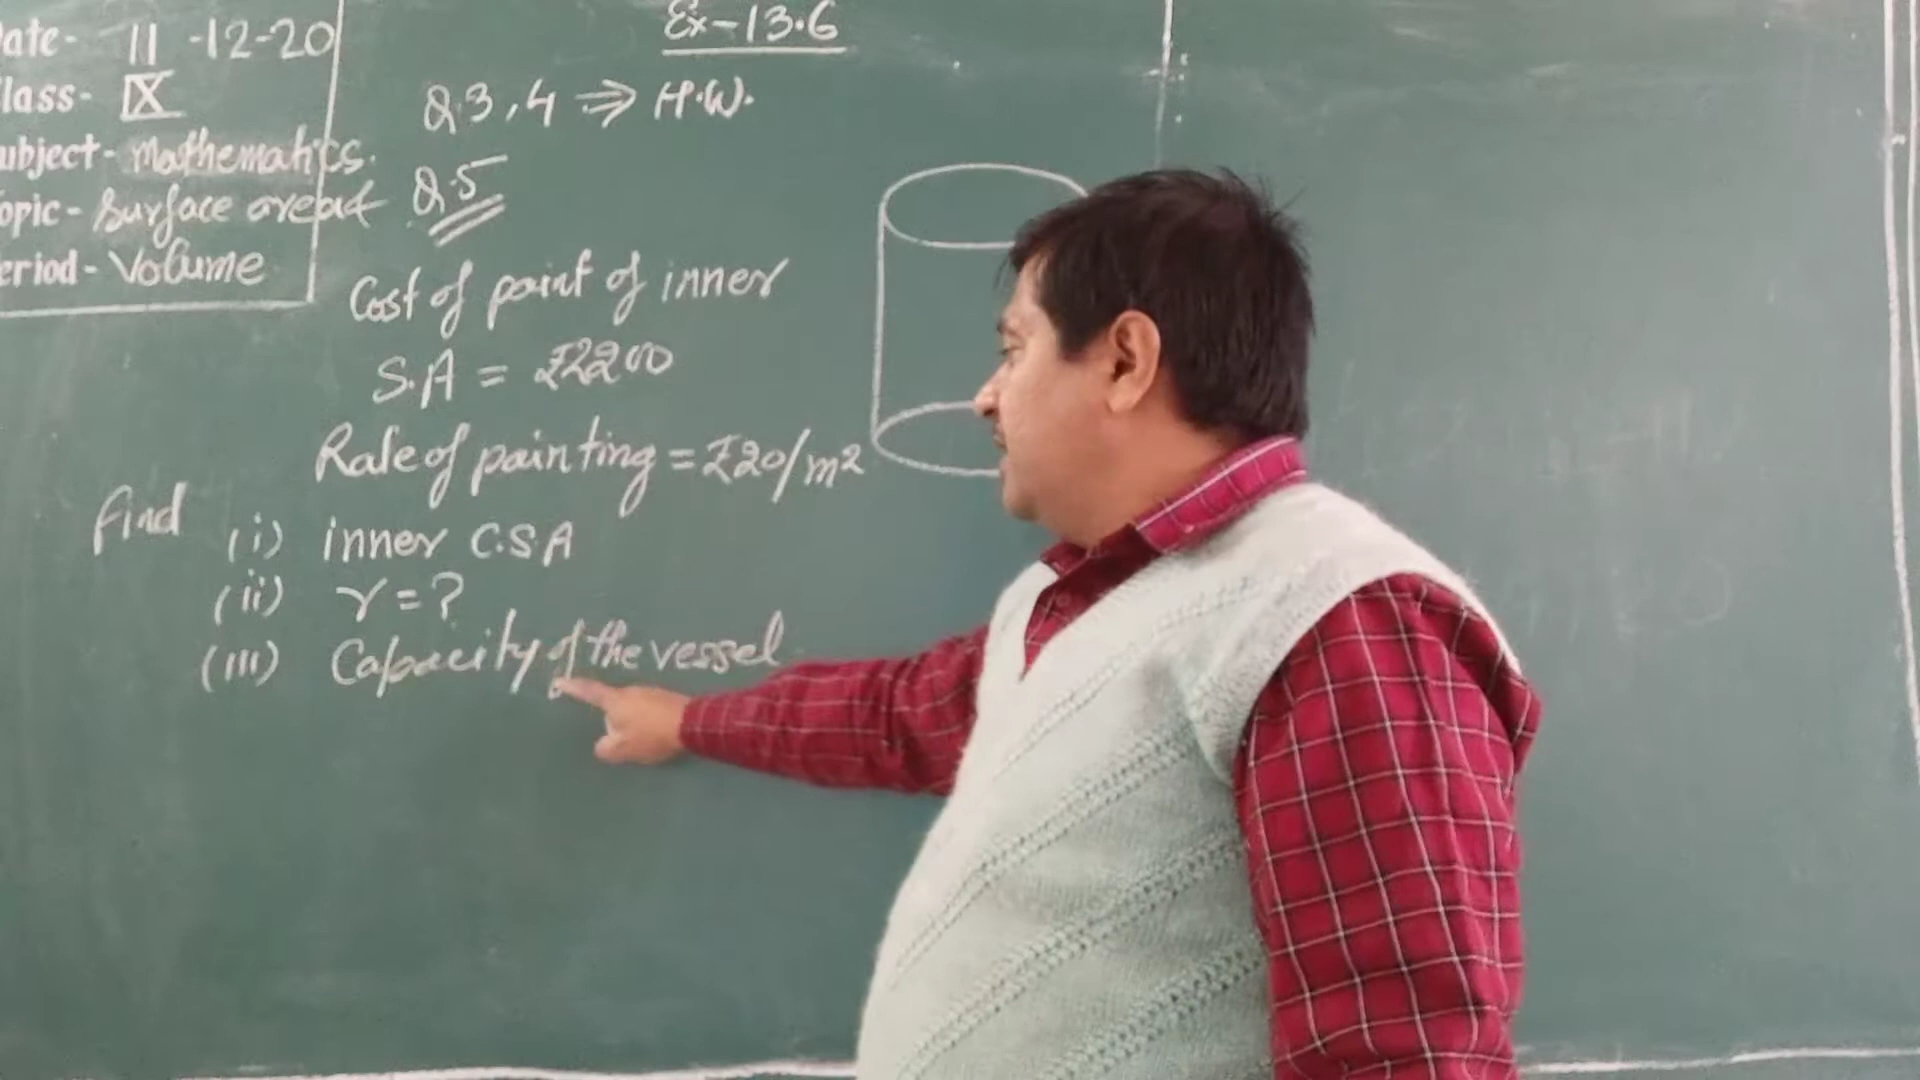 ate- 11-12-20
lass- IX
ubject- Mathematics.
opic- Surface area &
eriod- Volume
Ex-13.6
Q.3,4 ⇒ H.W.
Q.5
Cost of paint of inner
S.A = ₹2200
Rate of painting = ₹20/m²
find (i) inner C.S.A
(ii) r = ?
(iii) Capacity of the vessel